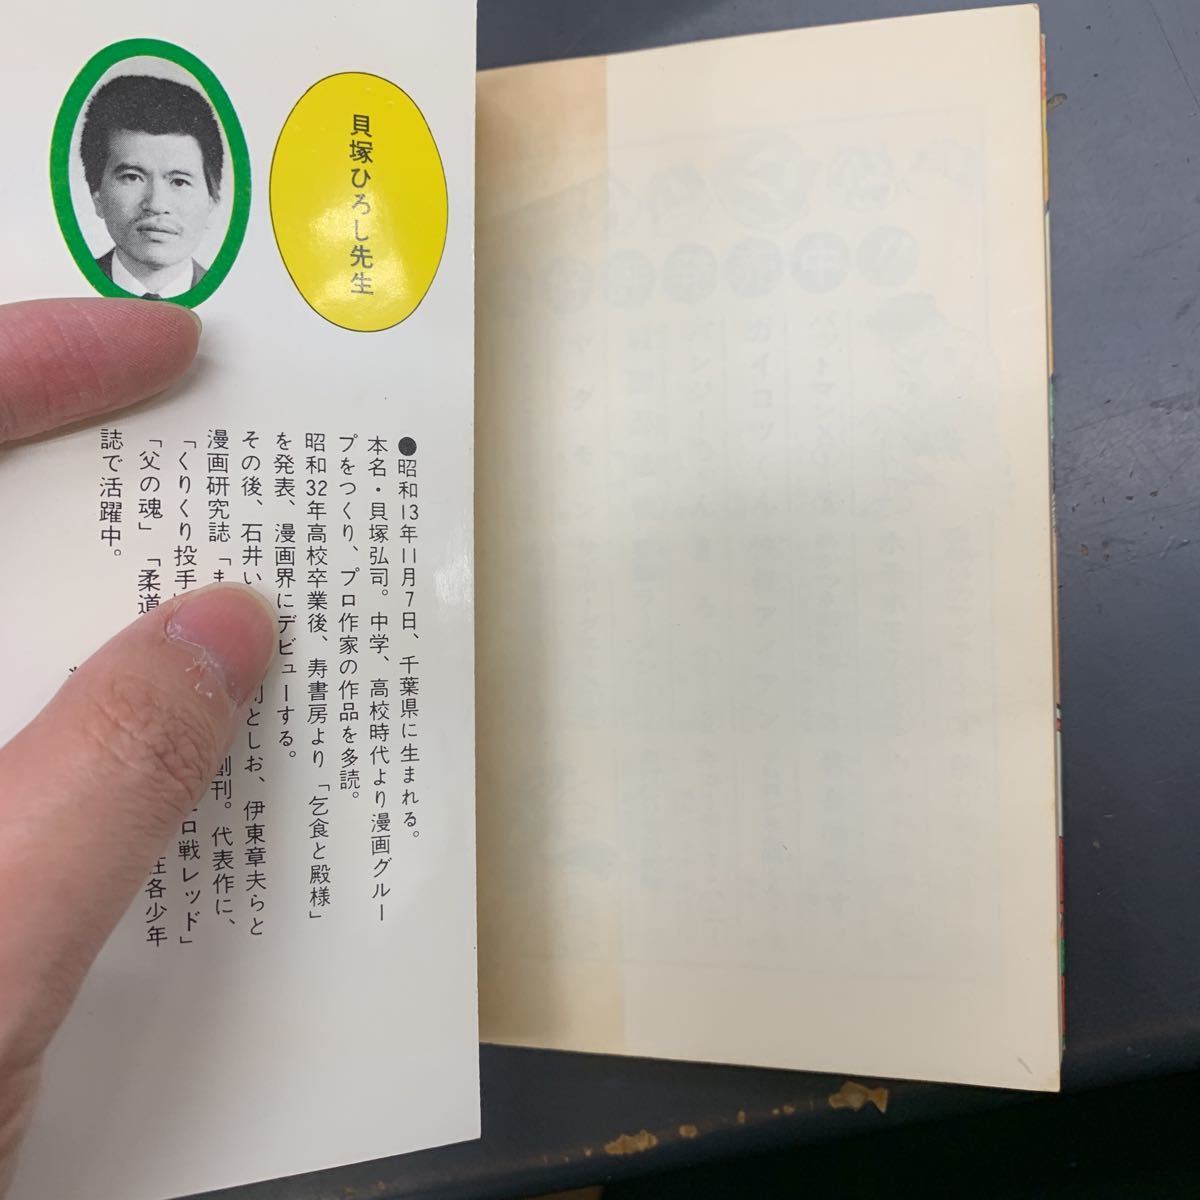 貝塚ひろし先生
●昭和13年11月7日、千葉県に生まれる。
本名・貝塚弘司。中学、高校時代より漫画グルー
プをつくり、プロ作家の作品を多読。
昭和32年高校卒業後、寿書房より「乞食と殿様」
を発表、漫画界にデビューする。
その後、石井い としお、伊東章夫らと
漫画研究誌「ま 創刊。代表作に、
「くりくり投手 ロ戦レッド」
「父の魂」「柔道 各少年
誌で活躍中。